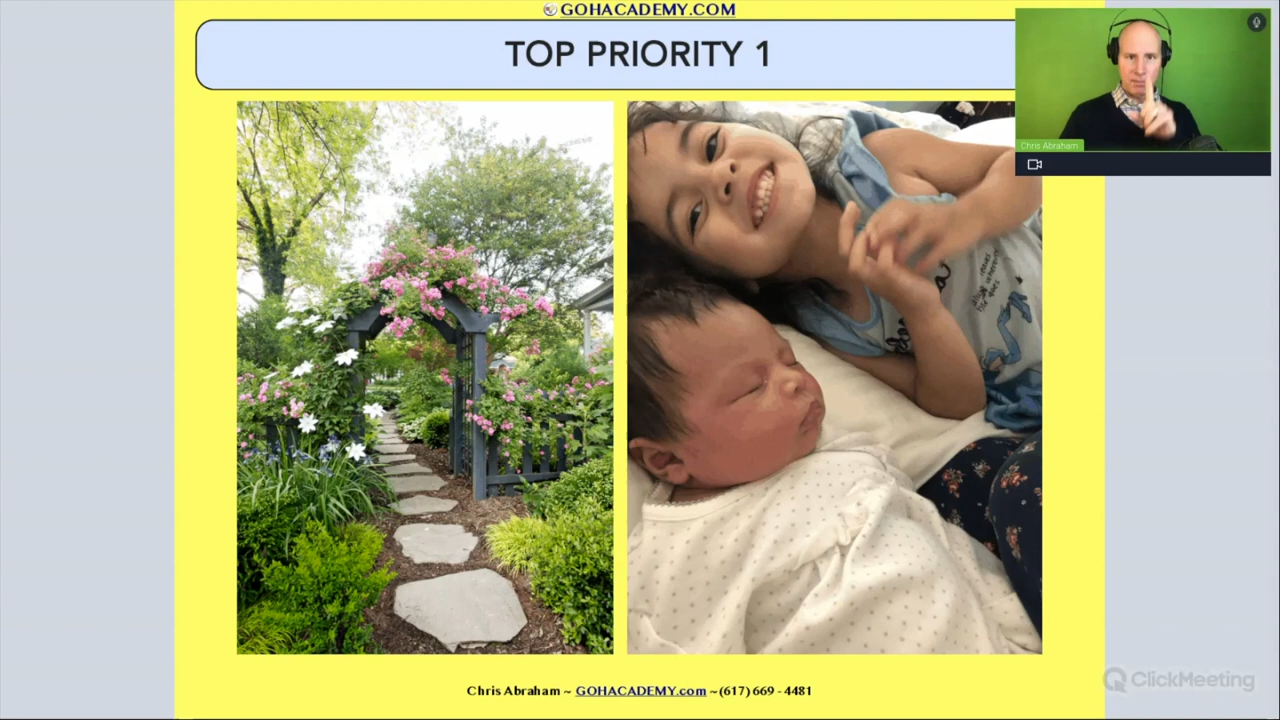 GOHACADEMY.COM
TOP PRIORITY 1
Chris Abraham
Chris Abraham ~ GOHACADEMY.com ~(617) 669 - 4481
ClickMeeting